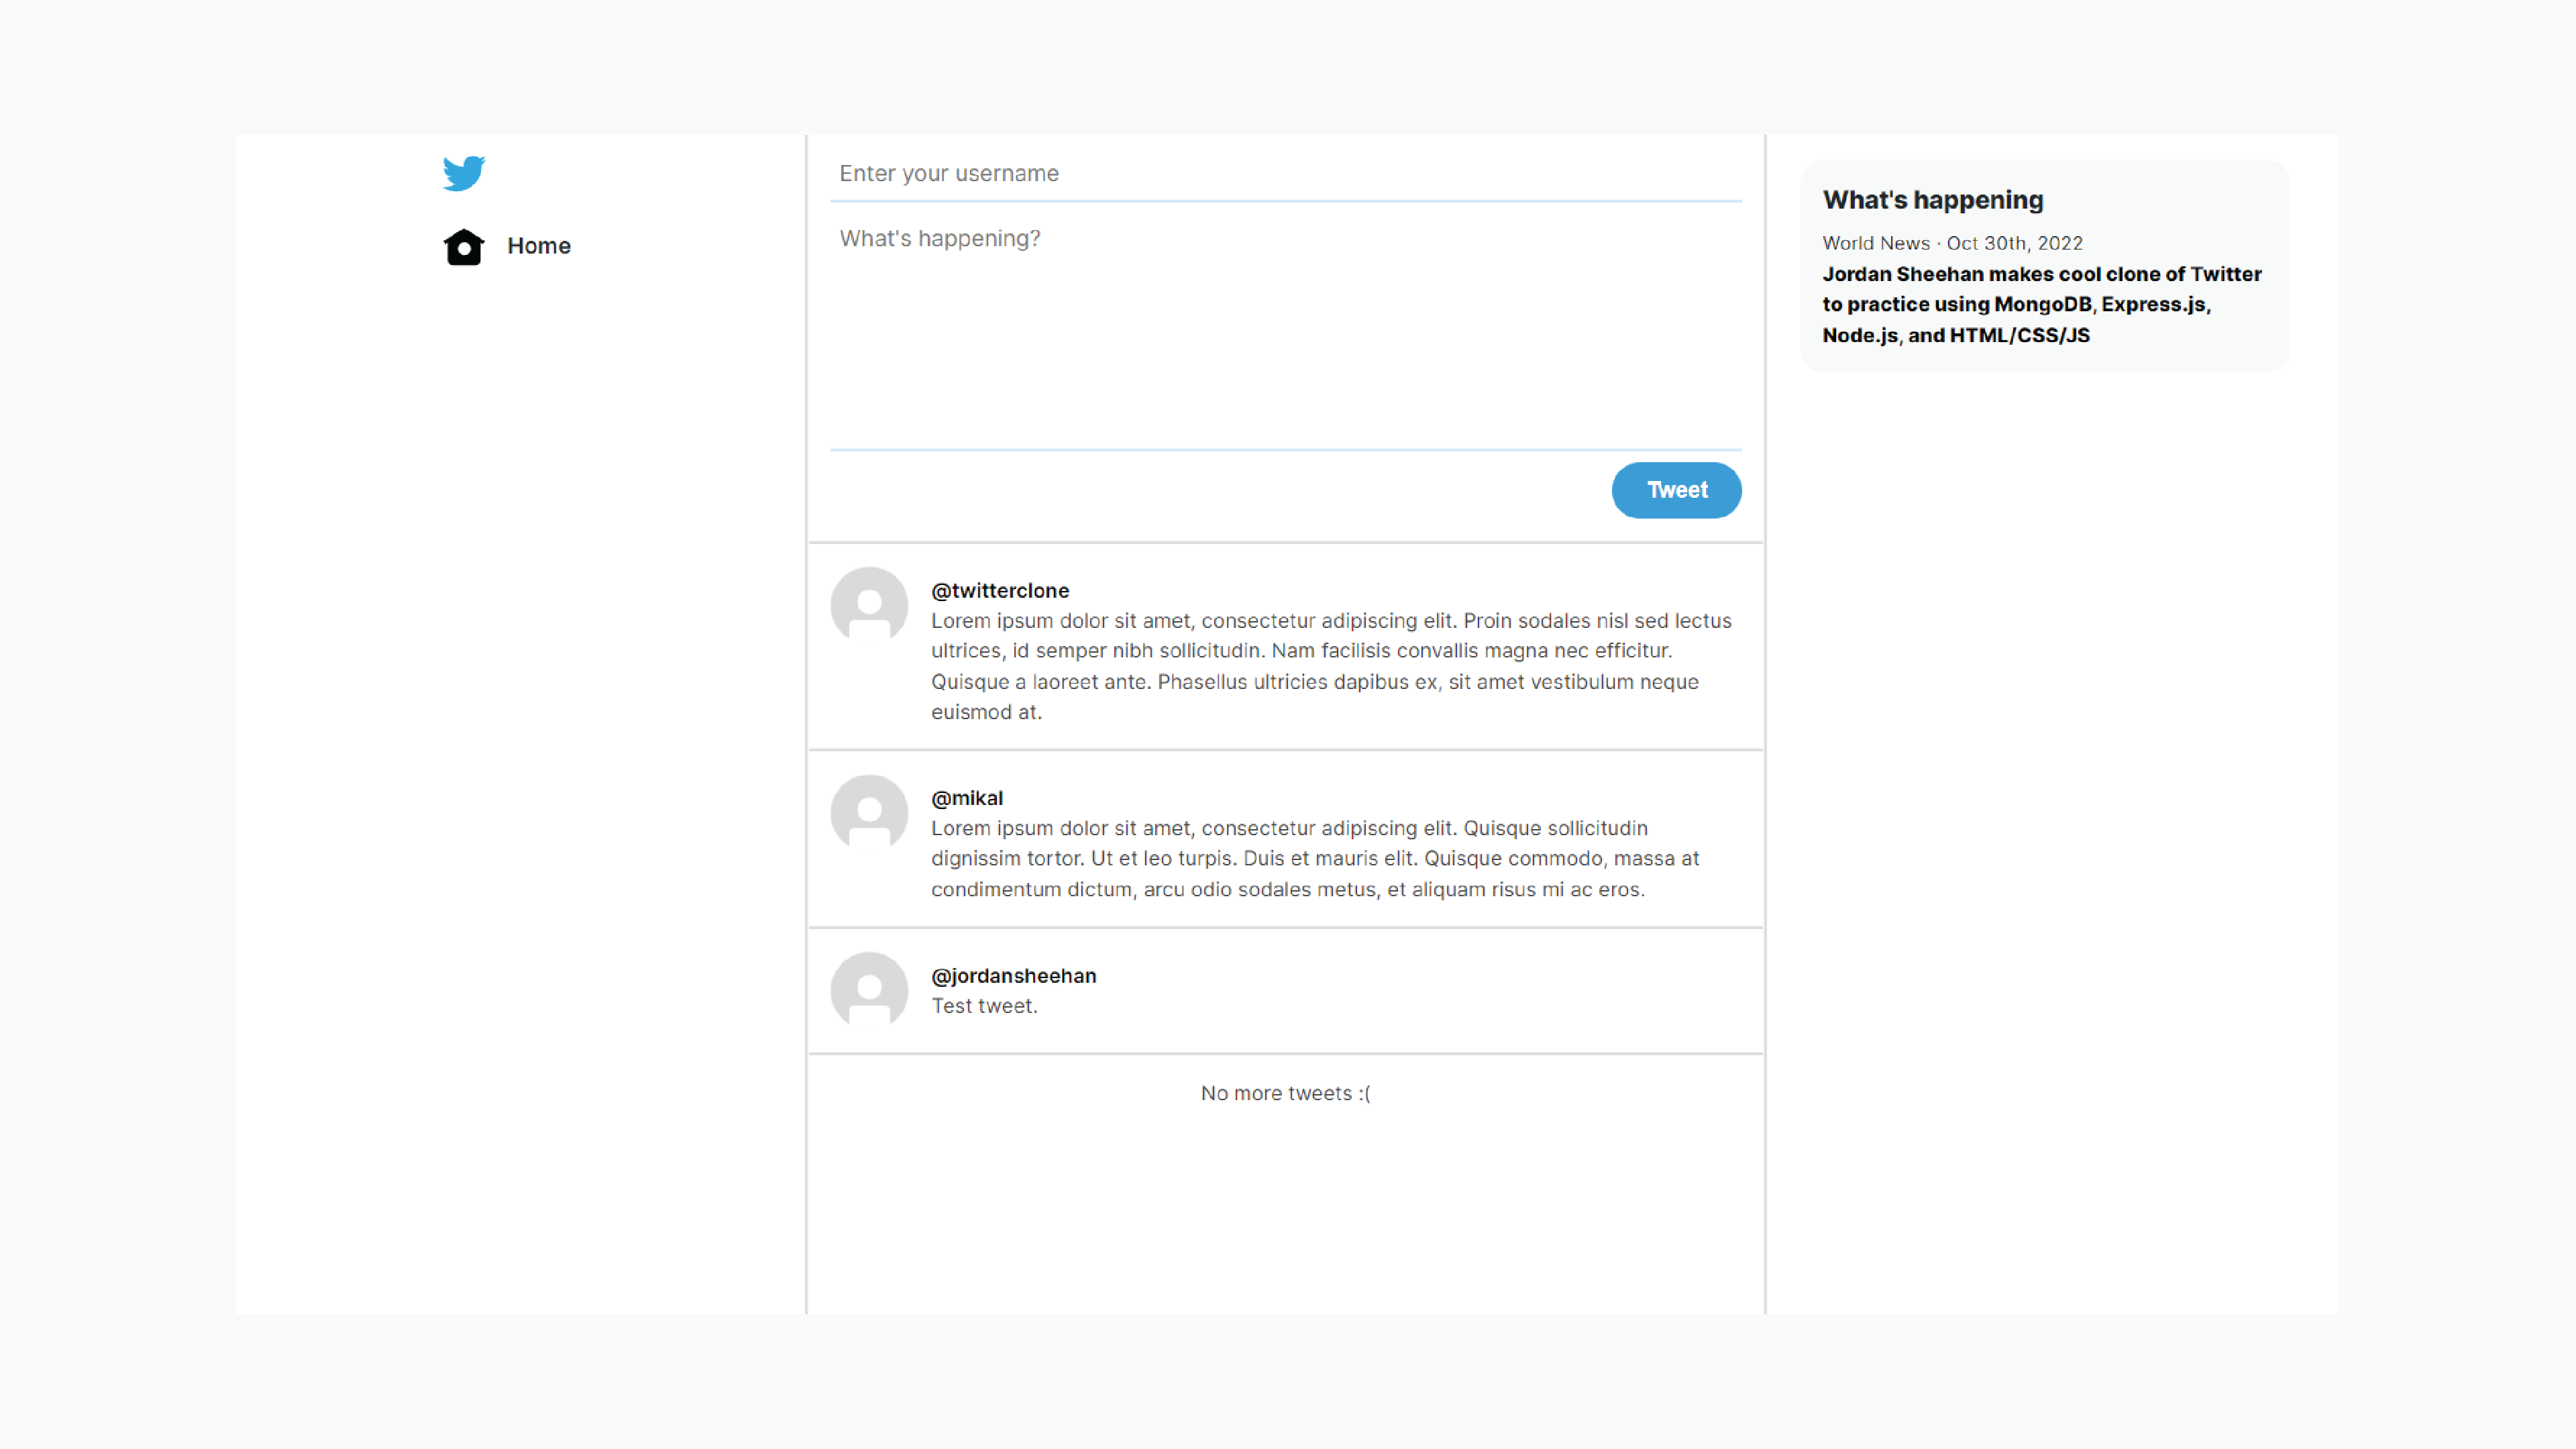 Home
Enter your username
What's happening?
Tweet
@twitterclone
Lorem ipsum dolor sit amet, consectetur adipiscing elit. Proin sodales nisl sed lectus
ultrices, id semper nibh sollicitudin. Nam facilisis convallis magna nec efficitur.
Quisque a laoreet ante. Phasellus ultricies dapibus ex, sit amet vestibulum neque
euismod at.
@mikal
Lorem ipsum dolor sit amet, consectetur adipiscing elit. Quisque sollicitudin
dignissim tortor. Ut et leo turpis. Duis et mauris elit. Quisque commodo, massa at
condimentum dictum, arcu odio sodales metus, et aliquam risus mi ac eros.
@jordansheehan
Test tweet.
No more tweets :(
What's happening
World News · Oct 30th, 2022
Jordan Sheehan makes cool clone of Twitter
to practice using MongoDB, Express.js,
Node.js, and HTML/CSS/JS